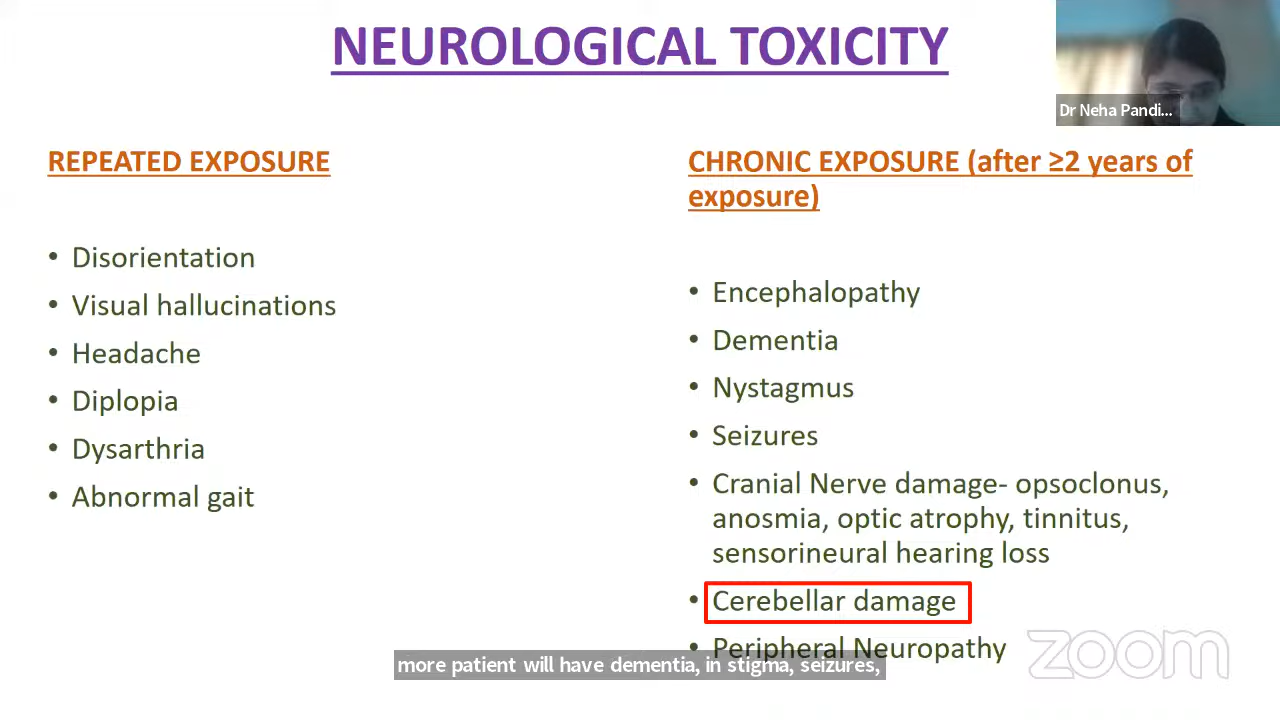 NEUROLOGICAL TOXICITY
Dr Neha Pandi...
REPEATED EXPOSURE
• Disorientation
• Visual hallucinations
• Headache
• Diplopia
• Dysarthria
• Abnormal gait
CHRONIC EXPOSURE (after ≥2 years of
exposure)
• Encephalopathy
• Dementia
• Nystagmus
• Seizures
• Cranial Nerve damage- opsoclonus,
anosmia, optic atrophy, tinnitus,
sensorineural hearing loss
• Cerebellar damage
• Peripheral Neuropathy
more patient will have dementia, in stigma, seizures,
zoom